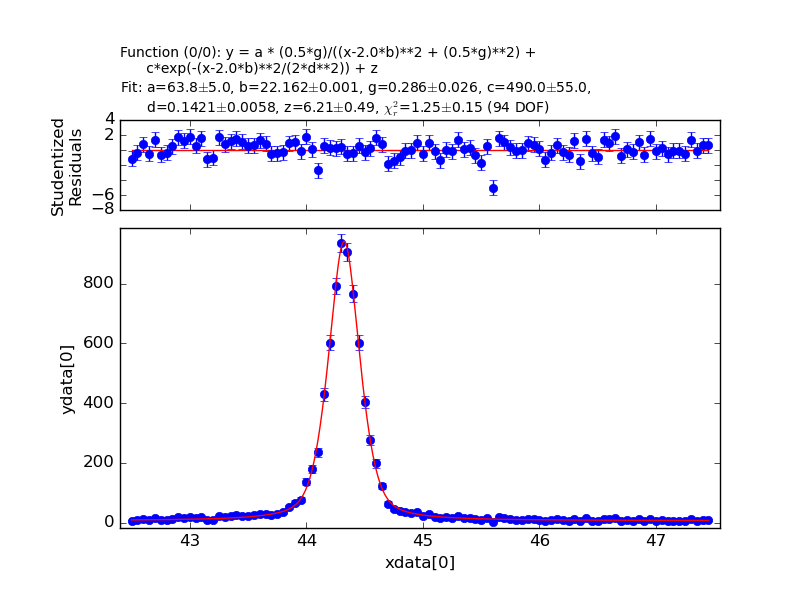 Function (0/0): y = a * (0.5*g)/((x-2.0*b)**2 + (0.5*g)**2) +
c*exp(-(x-2.0*b)**2/(2*d**2)) + z
Fit: a=63.8±5.0, b=22.162±0.001, g=0.286±0.026, c=490.0±55.0,
d=0.1421±0.0058, z=6.21±0.49, χ²ᵣ=1.25±0.15 (94 DOF)
4
2
−6
−8
Studentized
Residuals
800
600
400
200
0
ydata[0]
43 44 45 46 47
xdata[0]